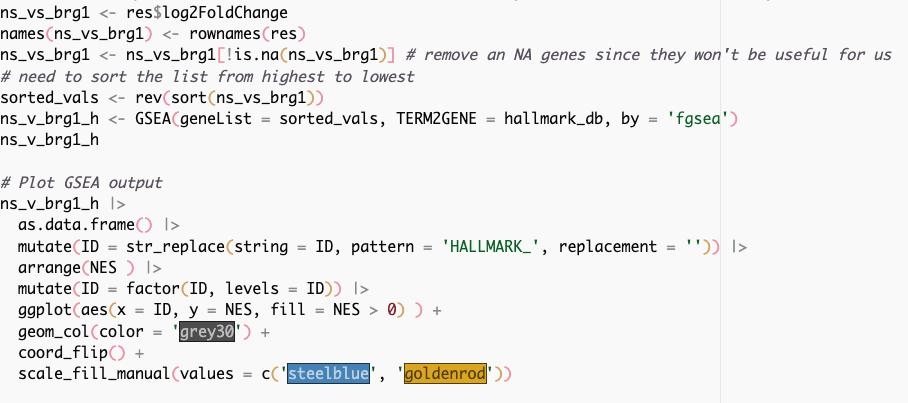 ns_vs_brg1 <- res$log2FoldChange
names(ns_vs_brg1) <- rownames(res)
ns_vs_brg1 <- ns_vs_brg1[!is.na(ns_vs_brg1)] # remove an NA genes since they won't be useful for us
# need to sort the list from highest to lowest
sorted_vals <- rev(sort(ns_vs_brg1))
ns_v_brg1_h <- GSEA(geneList = sorted_vals, TERM2GENE = hallmark_db, by = 'fgsea')
ns_v_brg1_h

# Plot GSEA output
ns_v_brg1_h |>
  as.data.frame() |>
  mutate(ID = str_replace(string = ID, pattern = 'HALLMARK_', replacement = '')) |>
  arrange(NES ) |>
  mutate(ID = factor(ID, levels = ID)) |>
  ggplot(aes(x = ID, y = NES, fill = NES > 0) ) +
  geom_col(color = 'grey30') +
  coord_flip() +
  scale_fill_manual(values = c('steelblue', 'goldenrod'))